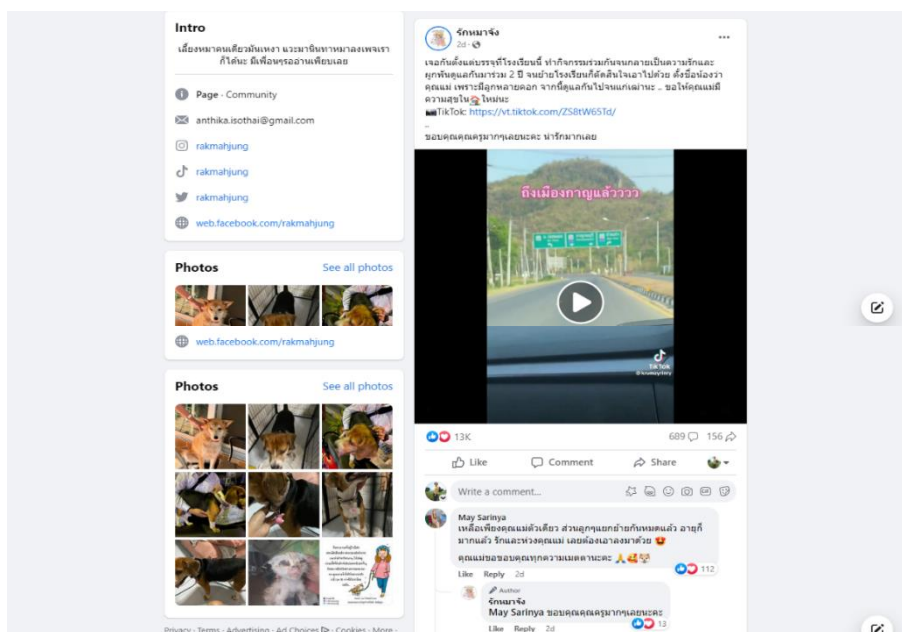 Intro
เลี้ยงหมาคนเดียวมันเหงา แวะมานินทาหมาลงเพจเรา
ก็ได้นะ มีเพื่อนๆรออ่านเพียบเลย
Page · Community
anthika.isothai@gmail.com
rakmahjung
rakmahjung
rakmahjung
web.facebook.com/rakmahjung
Photos
See all photos
web.facebook.com/rakmahjung
Photos
See all photos
Privacy · Terms · Advertising · Ad Choices · Cookies · More ·
รักหมาจัง
2d ·
เจอกันตั้งแต่บรรจุที่โรงเรียนนี้ ทำกิจกรรมร่วมกันจนกลายเป็นความรักและ
ผูกพันดูแลกันมาร่วม 2 ปี จนย้ายโรงเรียนก็ตัดสินใจเอาไปด้วย ตั้งชื่อน้องว่า
คุณแม่ เพราะมีลูกหลายคอก จากนี้ดูแลกันไปจนแก่เฒ่านะ .. ขอให้คุณแม่มี
ความสุขใน🏠ใหม่นะ
📷TikTok: https://vt.tiktok.com/ZS8tW65Td/
..
ขอบคุณคุณครูมากๆเลยนะคะ น่ารักมากเลย
ถึงเมืองกาญแล้วววว
TikTok
13K
689
156
Like
Comment
Share
Write a comment...
May Sarinya
เหลือเพียงคุณแม่ตัวเดียว ส่วนลูกๆแยกย้ายกันหมดแล้ว อายุก็
มากแล้ว รักและห่วงคุณแม่ เลยต้องเอาลงมาด้วย 😍
คุณแม่ขอขอบคุณทุกความเมตตานะคะ 🙏
112
Like Reply 2d
Author
รักหมาจัง
May Sarinya ขอบคุณคุณครูมากๆเลยนะคะ
13
Like Reply 2d